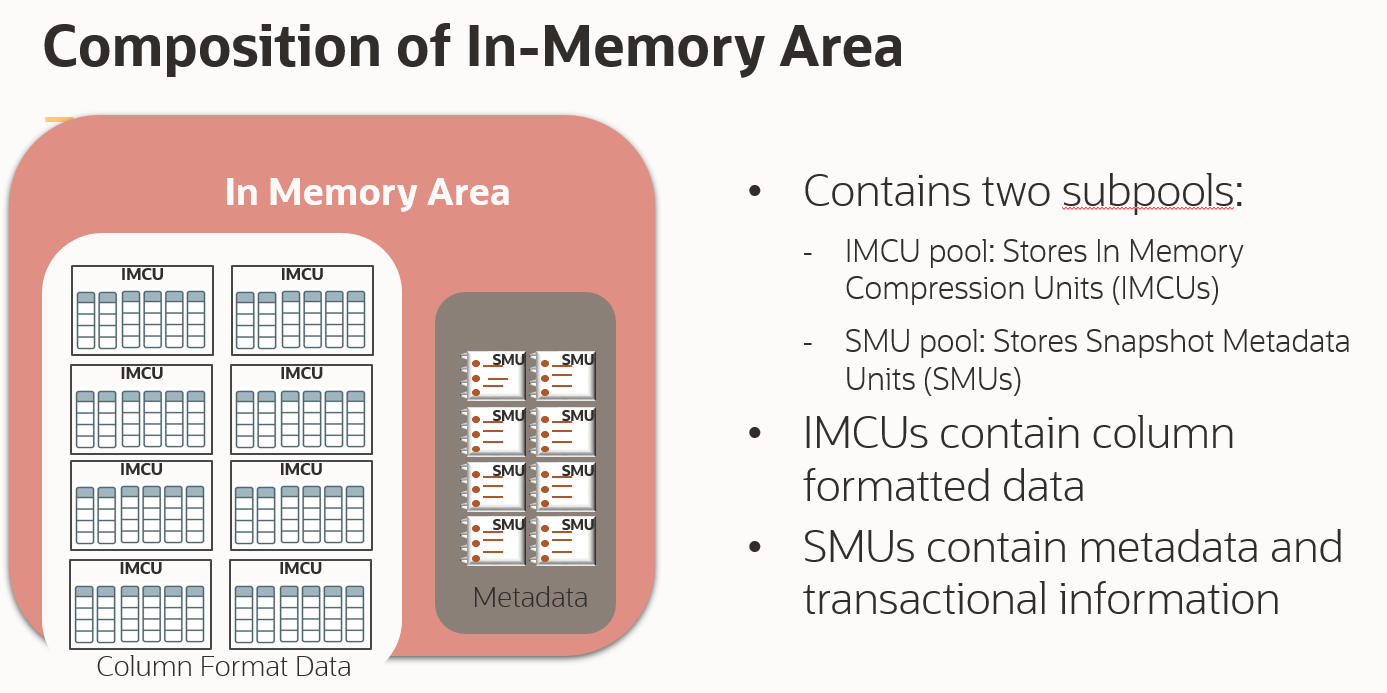 Composition of In-Memory Area
In Memory Area
IMCU IMCU
IMCU IMCU
IMCU IMCU
IMCU IMCU
Column Format Data
SMU SMU
SMU SMU
SMU SMU
SMU SMU
Metadata
• Contains two subpools:
- IMCU pool: Stores In Memory
Compression Units (IMCUs)
- SMU pool: Stores Snapshot Metadata
Units (SMUs)
• IMCUs contain column
formatted data
• SMUs contain metadata and
transactional information